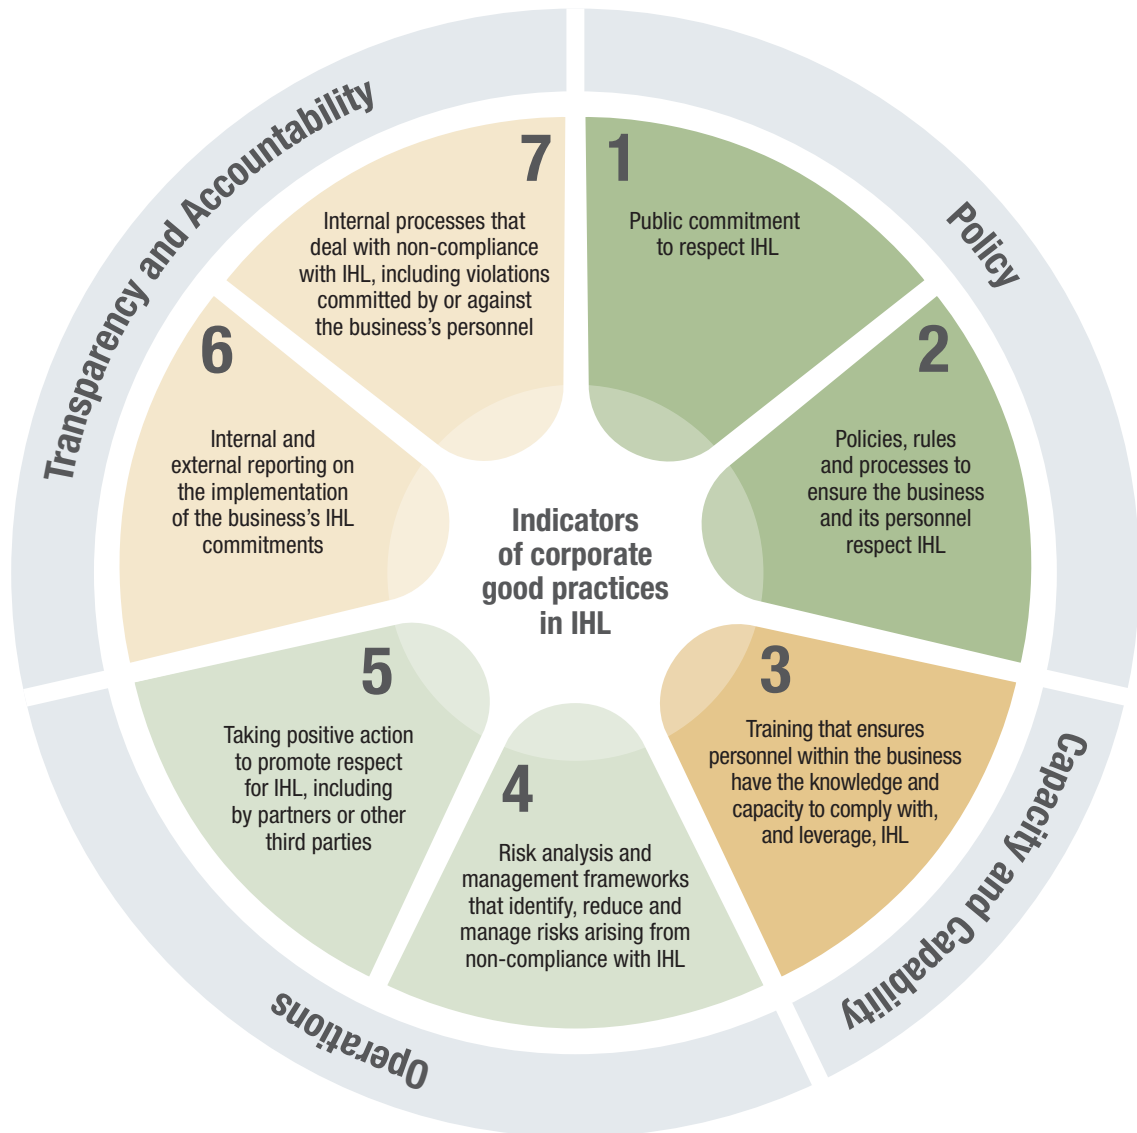 Indicators
of corporate
good practices
in IHL
Policy
1
Public commitment
to respect IHL
2
Policies, rules
and processes to
ensure the business
and its personnel
respect IHL
Capacity and Capability
3
Training that ensures
personnel within the business
have the knowledge and
capacity to comply with,
and leverage, IHL
Operations
4
Risk analysis and
management frameworks
that identify, reduce and
manage risks arising from
non-compliance with IHL
5
Taking positive action
to promote respect
for IHL, including
by partners or other
third parties
Transparency and Accountability
6
Internal and
external reporting on
the implementation
of the business’s IHL
commitments
7
Internal processes that
deal with non-compliance
with IHL, including violations
committed by or against
the business’s personnel